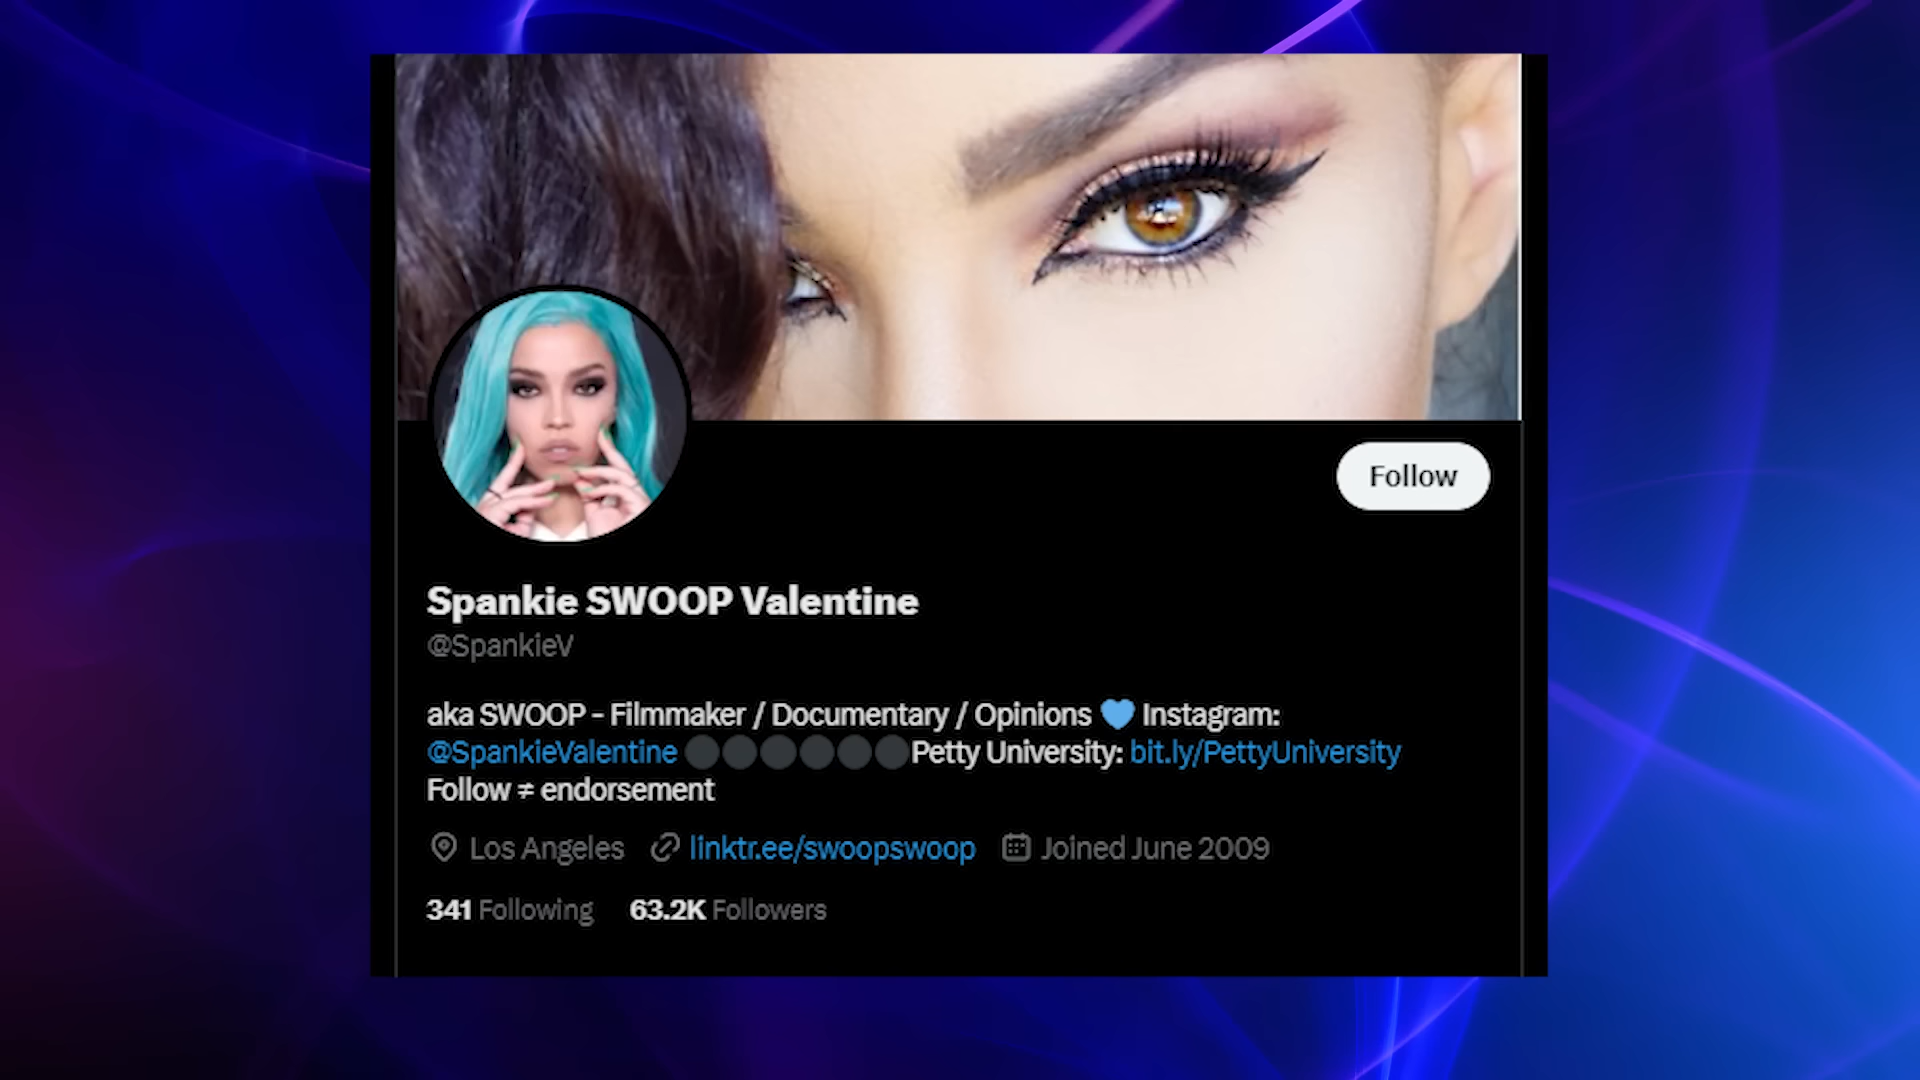 Follow
Spankie SWOOP Valentine
@SpankieV
aka SWOOP - Filmmaker / Documentary / Opinions 💙 Instagram:
@SpankieValentine ⚫⚫⚫⚫⚫⚫Petty University: bit.ly/PettyUniversity
Follow ≠ endorsement
Los Angeles linktr.ee/swoopswoop Joined June 2009
341 Following 63.2K Followers